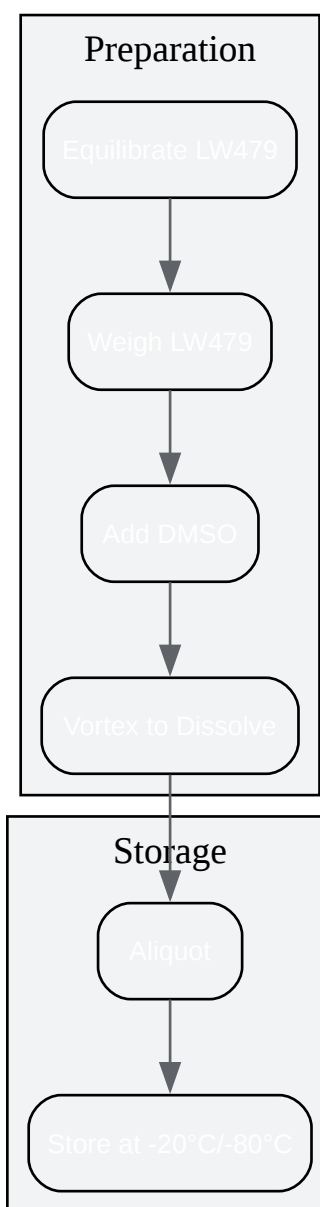 Preparation
Equilibrate LW479
Weigh LW479
Add DMSO
Vortex to Dissolve
Storage
Aliquot
Store at -20°C/-80°C